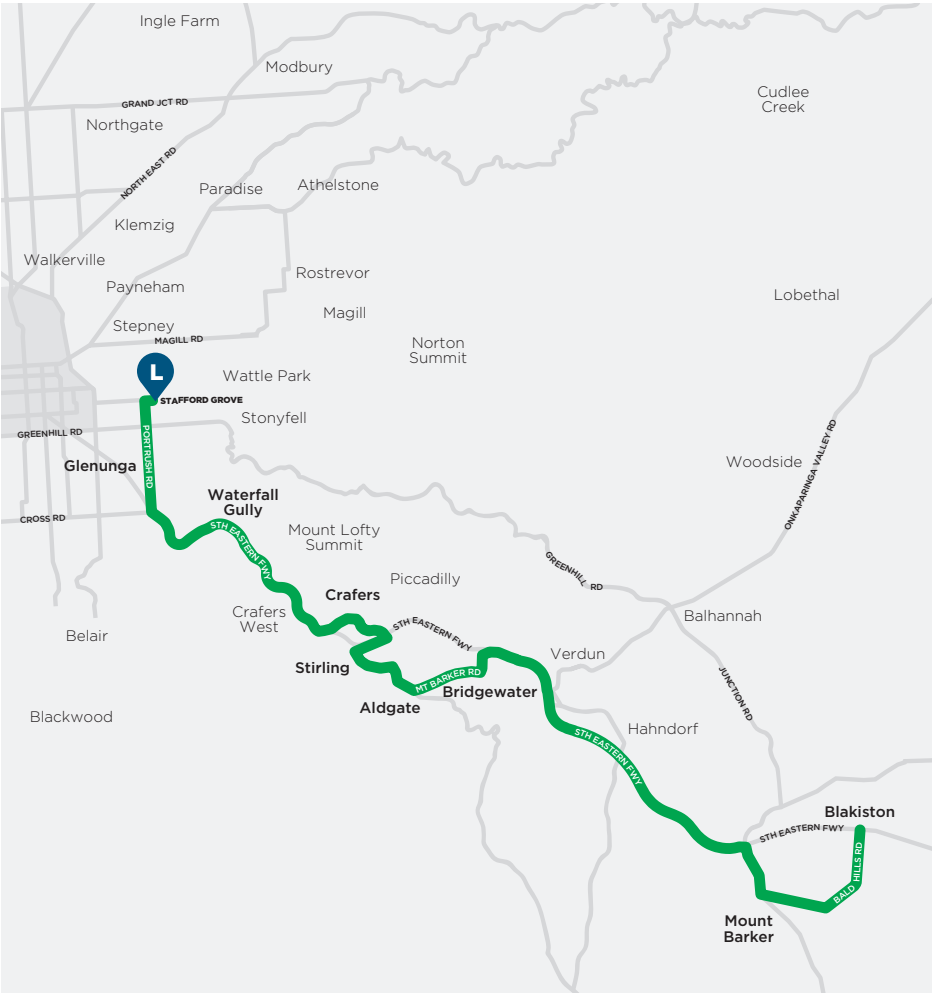 Ingle Farm
Modbury
Cudlee
Creek
GRAND JCT RD
Northgate
NORTH EAST RD
Paradise
Athelstone
Klemzig
Walkerville
Rostrevor
Payneham
Lobethal
Magill
Stepney
MAGILL RD
Norton
Summit
L
Wattle Park
STAFFORD GROVE
Stonyfell
GREENHILL RD
PORTRUSH RD
Glenunga
Woodside
ONKAPARINGA VALLEY RD
Waterfall
Gully
CROSS RD
STH EASTERN FWY
Mount Lofty
Summit
GREENHILL RD
Piccadilly
Crafers
Crafers
West
STH EASTERN FWY
Balhannah
Belair
Verdun
Stirling
MT BARKER RD
Bridgewater
JUNCTION RD
Aldgate
Blackwood
Hahndorf
STH EASTERN FWY
Blakiston
STH EASTERN FWY
BALD HILLS RD
Mount
Barker